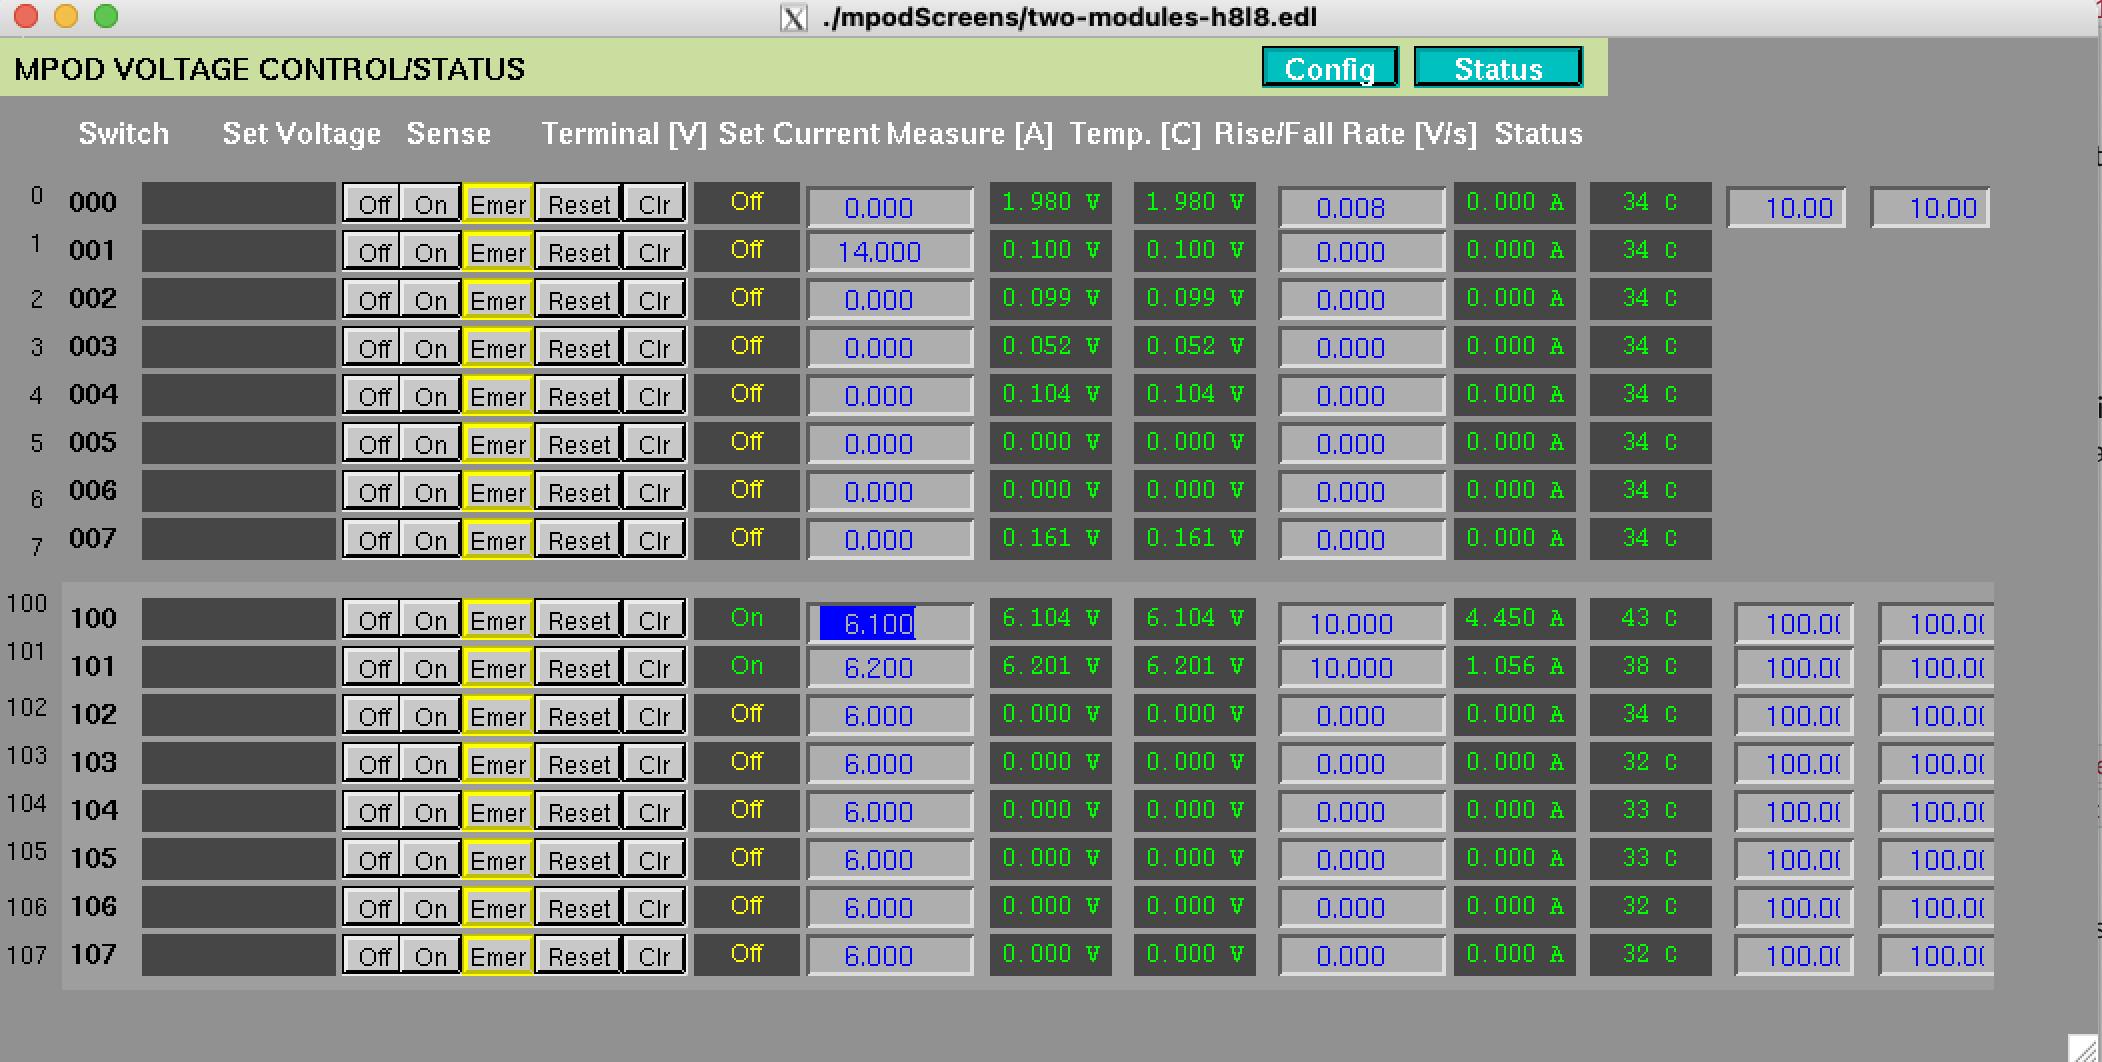 X ./mpodScreens/two-modules-h8l8.edl
MPOD VOLTAGE CONTROL/STATUS Config Status
Switch Set Voltage Sense Terminal [V] Set Current Measure [A] Temp. [C] Rise/Fall Rate [V/s] Status
0 000 Off On Emer Reset Clr Off 0.000 1.980 V 1.980 V 0.008 0.000 A 34 C 10.00 10.00
1 001 Off On Emer Reset Clr Off 14.000 0.100 V 0.100 V 0.000 0.000 A 34 C
2 002 Off On Emer Reset Clr Off 0.000 0.099 V 0.099 V 0.000 0.000 A 34 C
3 003 Off On Emer Reset Clr Off 0.000 0.052 V 0.052 V 0.000 0.000 A 34 C
4 004 Off On Emer Reset Clr Off 0.000 0.104 V 0.104 V 0.000 0.000 A 34 C
5 005 Off On Emer Reset Clr Off 0.000 0.000 V 0.000 V 0.000 0.000 A 34 C
6 006 Off On Emer Reset Clr Off 0.000 0.000 V 0.000 V 0.000 0.000 A 34 C
7 007 Off On Emer Reset Clr Off 0.000 0.161 V 0.161 V 0.000 0.000 A 34 C
100 100 Off On Emer Reset Clr On 6.100 6.104 V 6.104 V 10.000 4.450 A 43 C 100.0( 100.0(
101 101 Off On Emer Reset Clr On 6.200 6.201 V 6.201 V 10.000 1.056 A 38 C 100.0( 100.0(
102 102 Off On Emer Reset Clr Off 6.000 0.000 V 0.000 V 0.000 0.000 A 34 C 100.0( 100.0(
103 103 Off On Emer Reset Clr Off 6.000 0.000 V 0.000 V 0.000 0.000 A 32 C 100.0( 100.0(
104 104 Off On Emer Reset Clr Off 6.000 0.000 V 0.000 V 0.000 0.000 A 33 C 100.0( 100.0(
105 105 Off On Emer Reset Clr Off 6.000 0.000 V 0.000 V 0.000 0.000 A 33 C 100.0( 100.0(
106 106 Off On Emer Reset Clr Off 6.000 0.000 V 0.000 V 0.000 0.000 A 32 C 100.0( 100.0(
107 107 Off On Emer Reset Clr Off 6.000 0.000 V 0.000 V 0.000 0.000 A 32 C 100.0( 100.0(